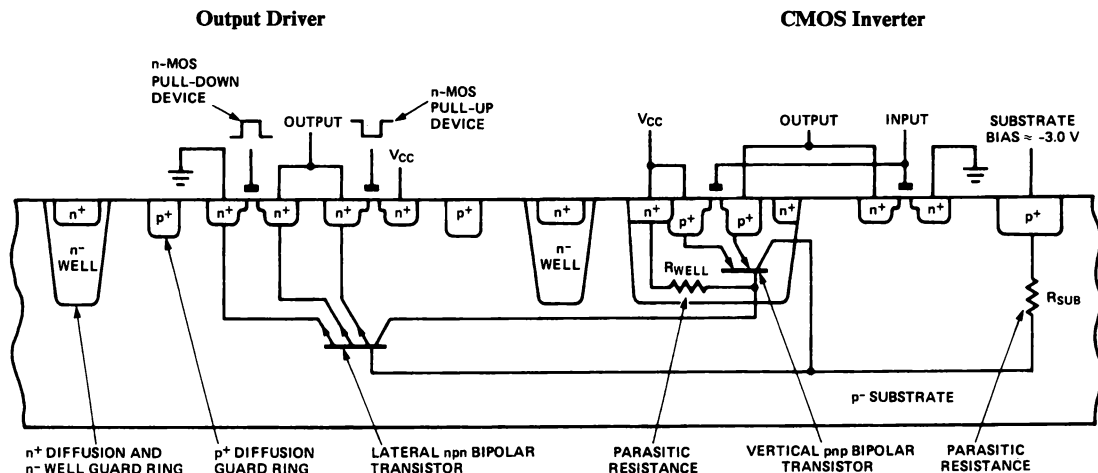 Output Driver
CMOS Inverter
n-MOS
PULL-DOWN
DEVICE
OUTPUT
n-MOS
PULL-UP
DEVICE
VCC
VCC
OUTPUT
INPUT
SUBSTRATE
BIAS ≈ -3.0 V
n+
p+
n+
n+
n+
n+
p+
n+
n+
p+
p+
n+
n+
n+
p+
n-
WELL
n-
WELL
RWELL
RSUB
p- SUBSTRATE
n+ DIFFUSION AND
n- WELL GUARD RING
p+ DIFFUSION
GUARD RING
LATERAL npn BIPOLAR
TRANSISTOR
PARASITIC
RESISTANCE
VERTICAL pnp BIPOLAR
TRANSISTOR
PARASITIC
RESISTANCE